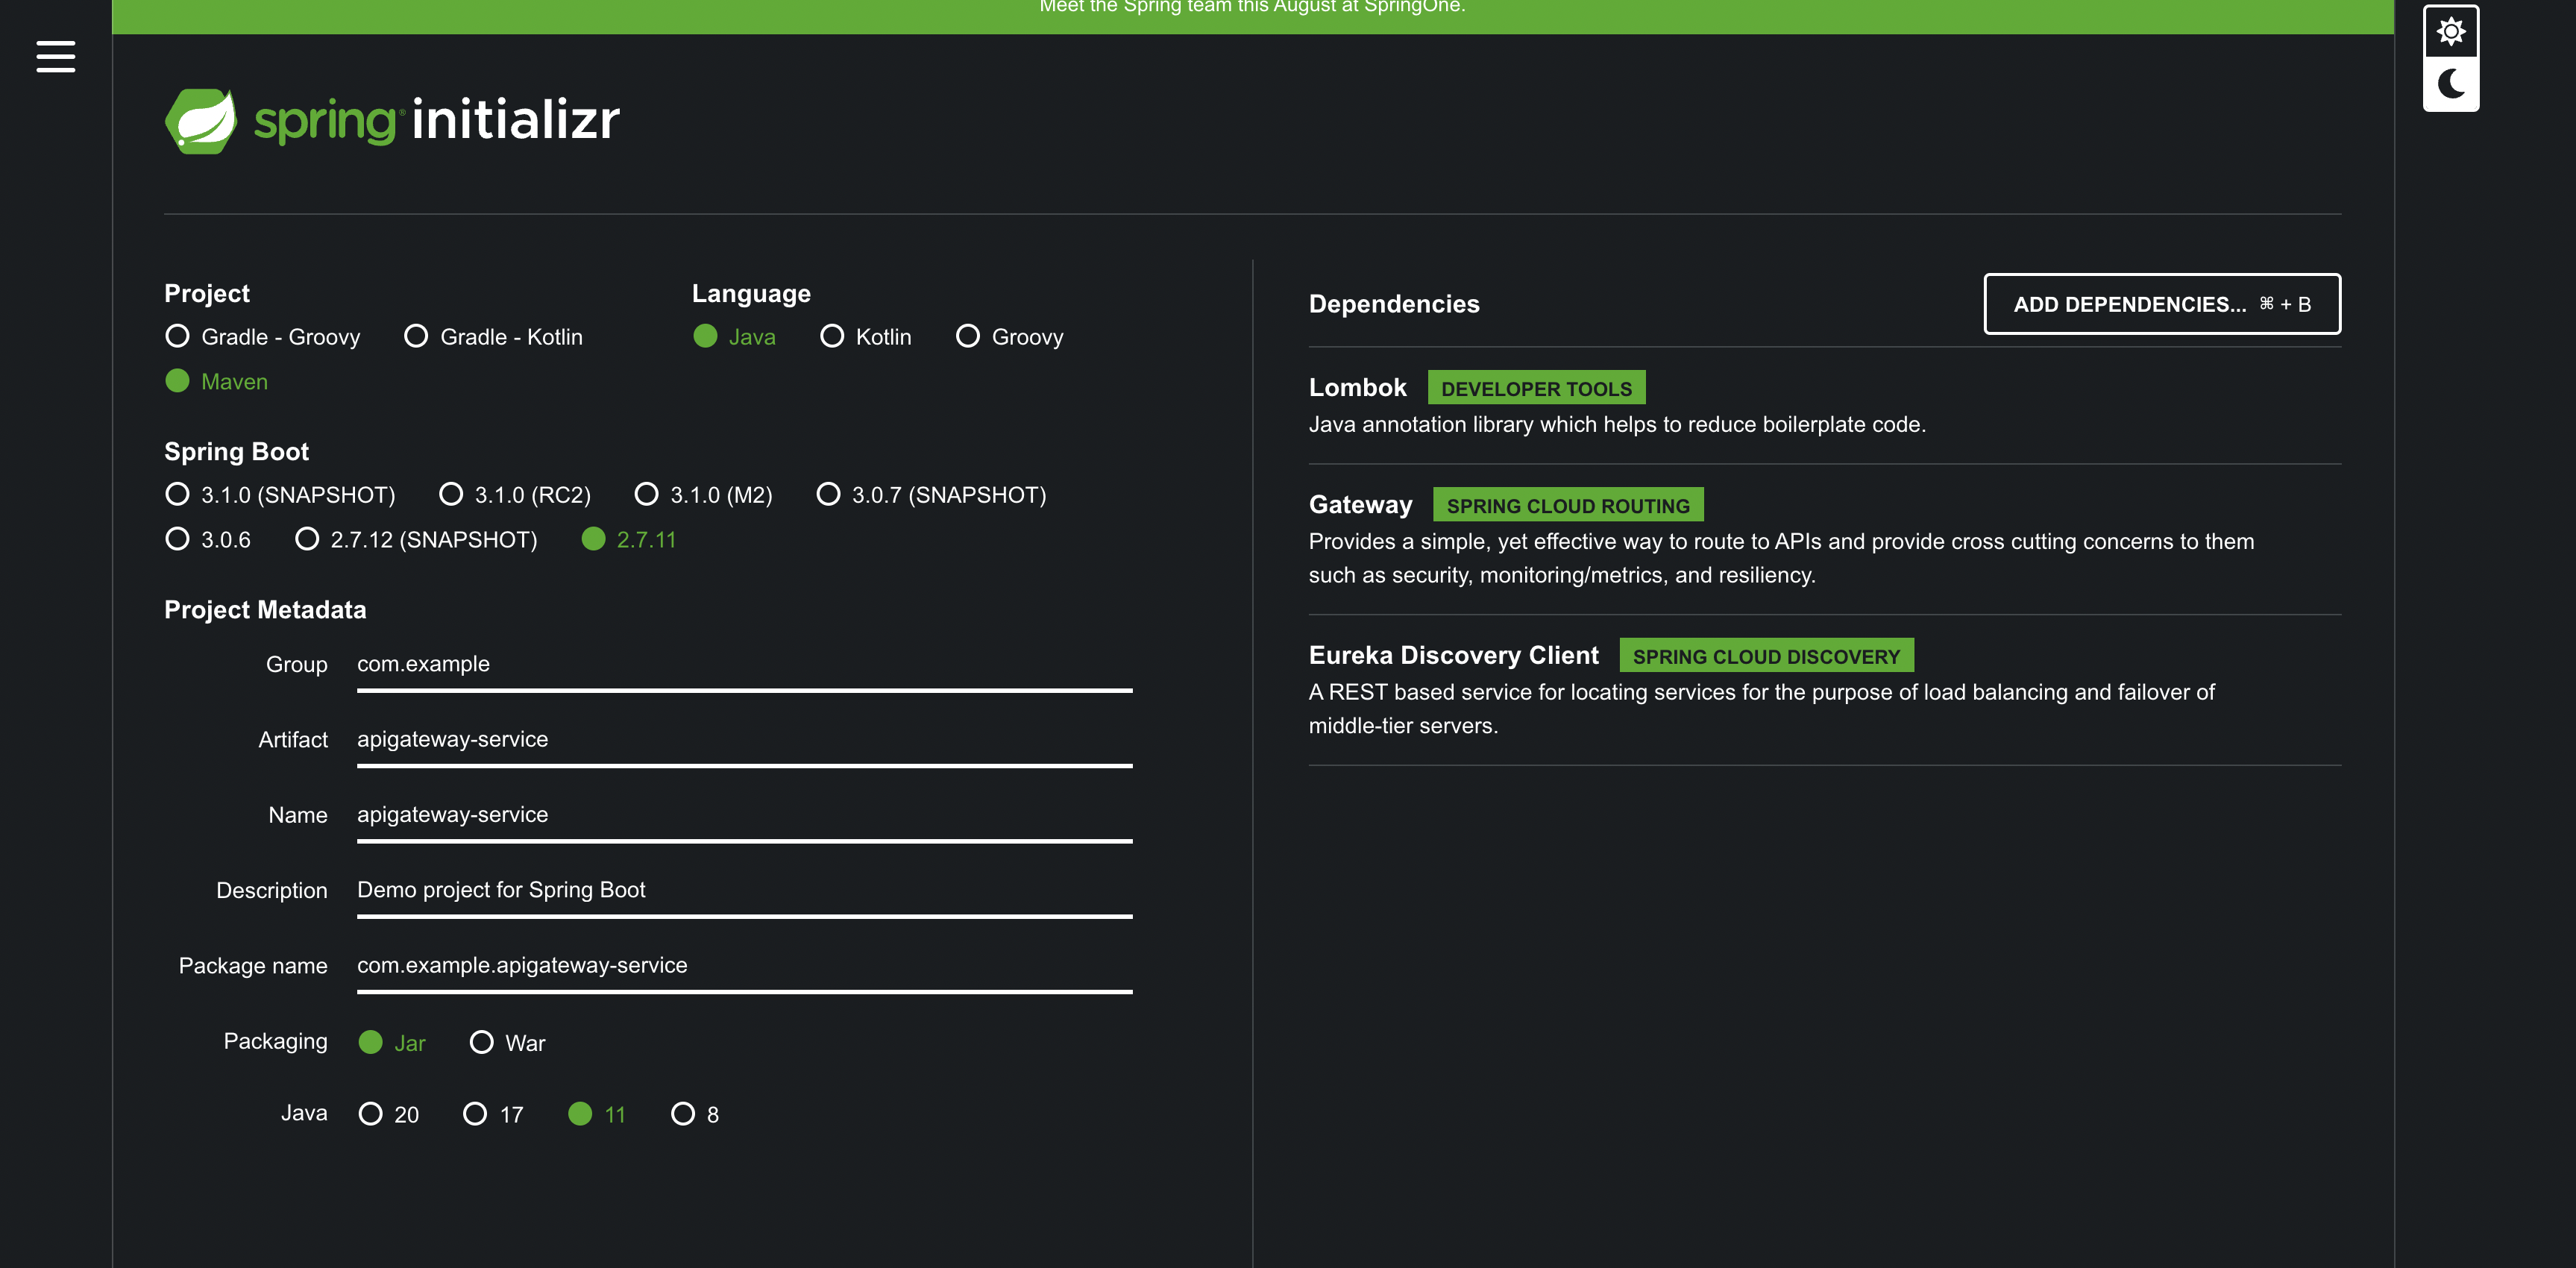 Meet the Spring team this August at SpringOne.
spring® initializr
Project
Gradle - Groovy Gradle - Kotlin
Maven
Language
Java Kotlin Groovy
Spring Boot
3.1.0 (SNAPSHOT) 3.1.0 (RC2) 3.1.0 (M2) 3.0.7 (SNAPSHOT)
3.0.6 2.7.12 (SNAPSHOT) 2.7.11
Project Metadata
Group com.example
Artifact apigateway-service
Name apigateway-service
Description Demo project for Spring Boot
Package name com.example.apigateway-service
Packaging Jar War
Java 20 17 11 8
Dependencies ADD DEPENDENCIES... ⌘ + B
Lombok DEVELOPER TOOLS
Java annotation library which helps to reduce boilerplate code.
Gateway SPRING CLOUD ROUTING
Provides a simple, yet effective way to route to APIs and provide cross cutting concerns to them
such as security, monitoring/metrics, and resiliency.
Eureka Discovery Client SPRING CLOUD DISCOVERY
A REST based service for locating services for the purpose of load balancing and failover of
middle-tier servers.